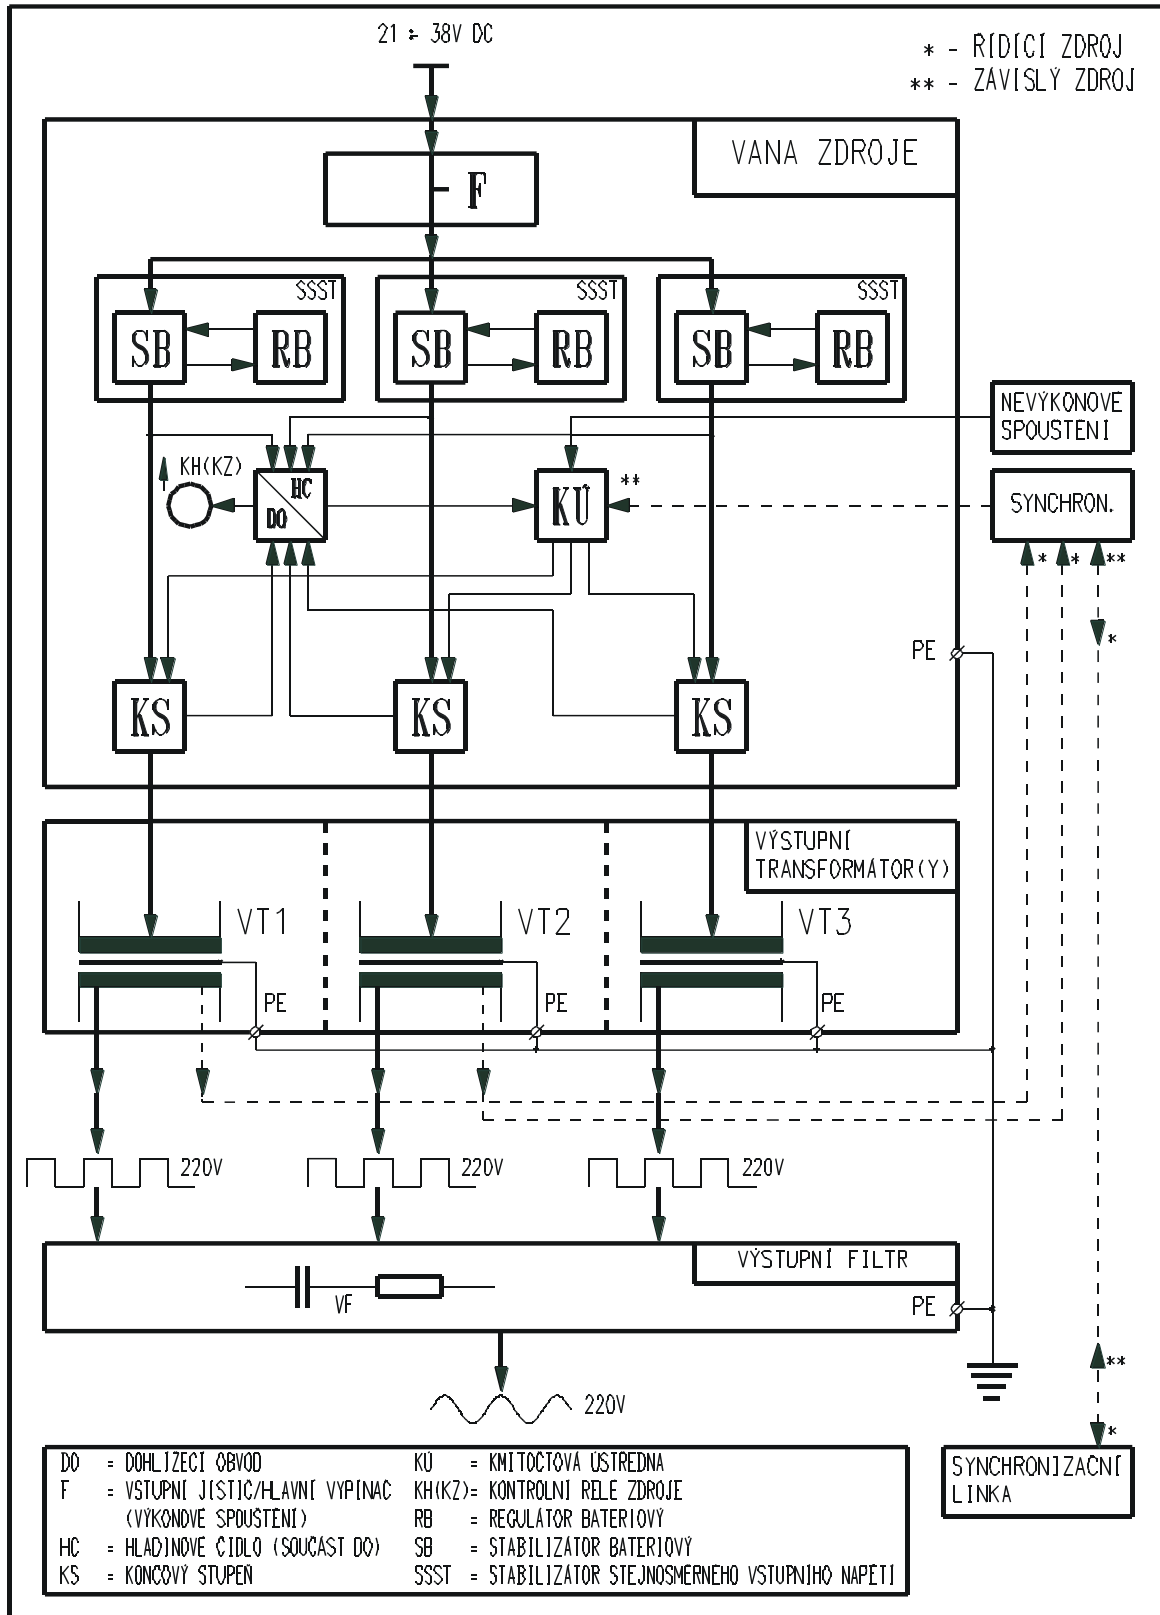 21 ÷ 38V DC
* - ŘÍDÍCÍ ZDROJ
** - ZÁVISLÝ ZDROJ
VANA ZDROJE
F
SSST
SSST
SSST
SB
RB
SB
RB
SB
RB
NEVÝKONOVÉ
SPOUŠTĚNÍ
KH(KZ)
HC
DO
KÚ
**
SYNCHRON.
*
*
**
*
PE
KS
KS
KS
VÝSTUPNÍ
TRANSFORMÁTOR(Y)
VT1
VT2
VT3
PE
PE
PE
220V
220V
220V
VÝSTUPNÍ FILTR
VF
PE
**
220V
*
DO = DOHLÍŽECÍ OBVOD
F = VSTUPNÍ JISTIČ/HLAVNÍ VYPÍNAČ
(VÝKONOVÉ SPOUŠTĚNÍ)
HC = HLADINOVÉ ČIDLO (SOUČÁST DO)
KS = KONCOVÝ STUPEŇ
KÚ = KMITOČTOVÁ ÚSTŘEDNA
KH(KZ)= KONTROLNÍ RELÉ ZDROJE
RB = REGULÁTOR BATERIOVÝ
SB = STABILIZÁTOR BATERIOVÝ
SSST = STABILIZÁTOR STEJNOSMĚRNÉHO VSTUPNÍHO NAPĚTÍ
SYNCHRONIZAČNÍ
LINKA